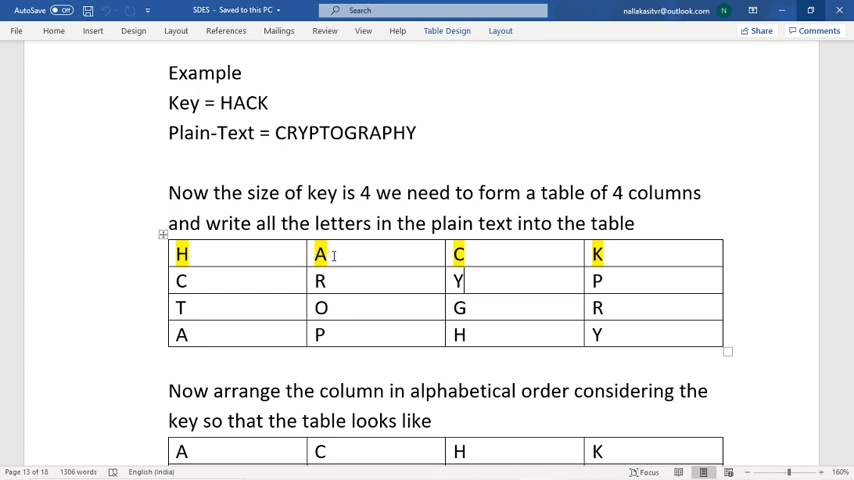 AutoSave Off SDES - Saved to this PC Search nallakasitvr@outlook.com N
File Home Insert Design Layout References Mailings Review View Help Table Design Layout Share Comments
Example
Key = HACK
Plain-Text = CRYPTOGRAPHY
Now the size of key is 4 we need to form a table of 4 columns
and write all the letters in the plain text into the table
H A C K
C R Y P
T O G R
A P H Y
Now arrange the column in alphabetical order considering the
key so that the table looks like
A C H K
Page 13 of 18 1306 words English (India) Focus 160%